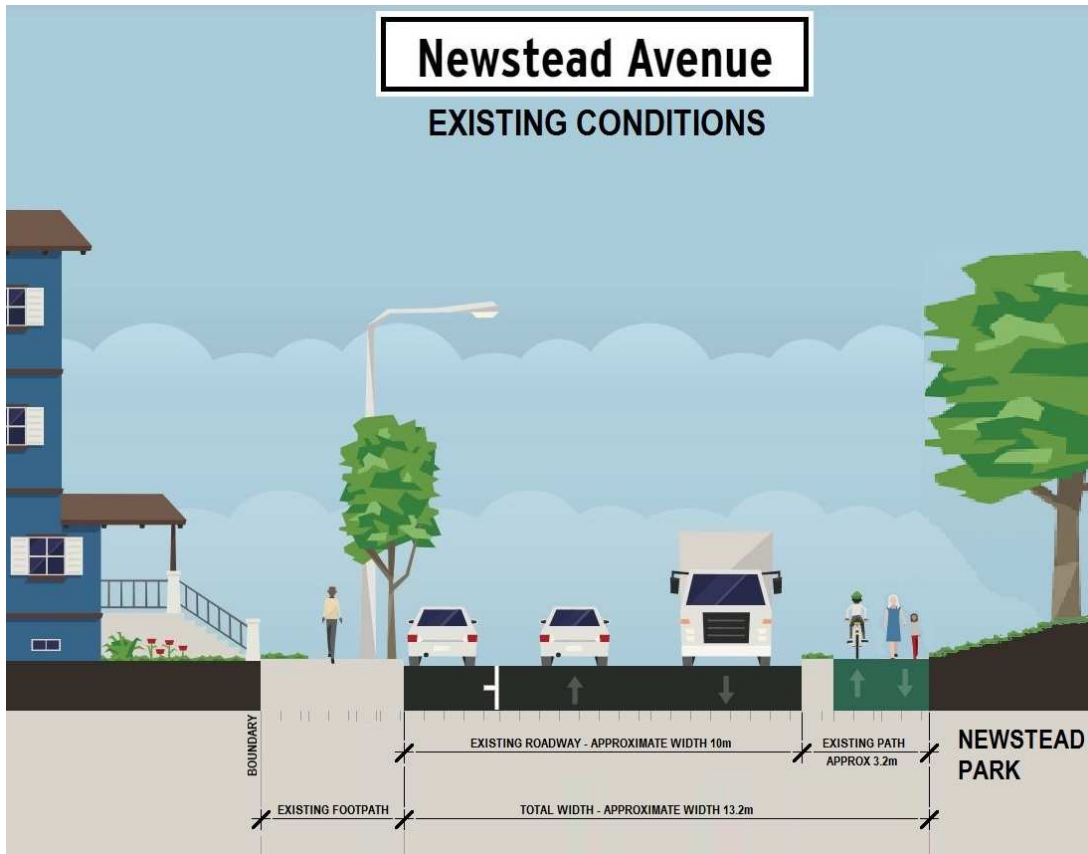 Newstead Avenue
EXISTING CONDITIONS
BOUNDARY
EXISTING ROADWAY - APPROXIMATE WIDTH 10m
EXISTING PATH
APPROX 3.2m
NEWSTEAD
PARK
EXISTING FOOTPATH
TOTAL WIDTH - APPROXIMATE WIDTH 13.2m